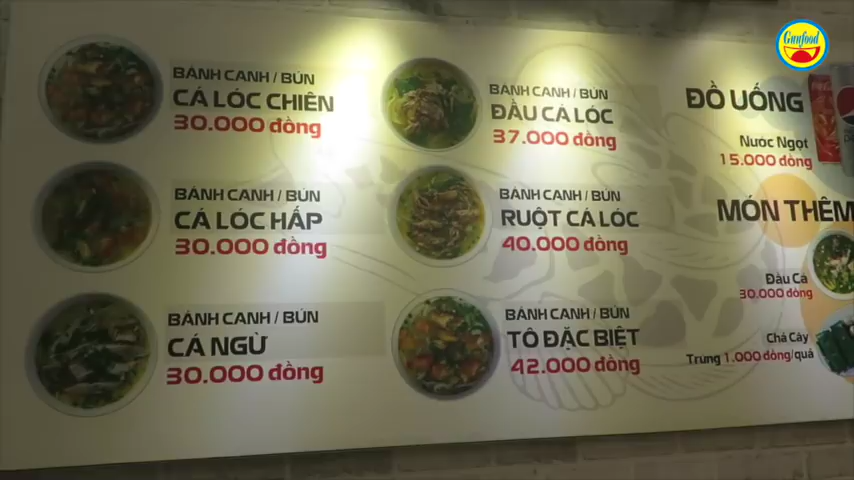 Gunfood
BÁNH CANH / BÚN
CÁ LÓC CHIÊN
30.000 đồng
BÁNH CANH / BÚN
CÁ LÓC HẤP
30.000 đồng
BÁNH CANH / BÚN
CÁ NGỪ
30.000 đồng
BÁNH CANH / BÚN
ĐẦU CÁ LÓC
37.000 đồng
BÁNH CANH / BÚN
RUỘT CÁ LÓC
40.000 đồng
BÁNH CANH / BÚN
TÔ ĐẶC BIỆT
42.000 đồng
ĐỒ UỐNG
Nước Ngọt
15.000 đồng
MÓN THÊM
Đầu Cá
30.000 đồng
Chả Cây
Trứng 1.000 đồng/quả